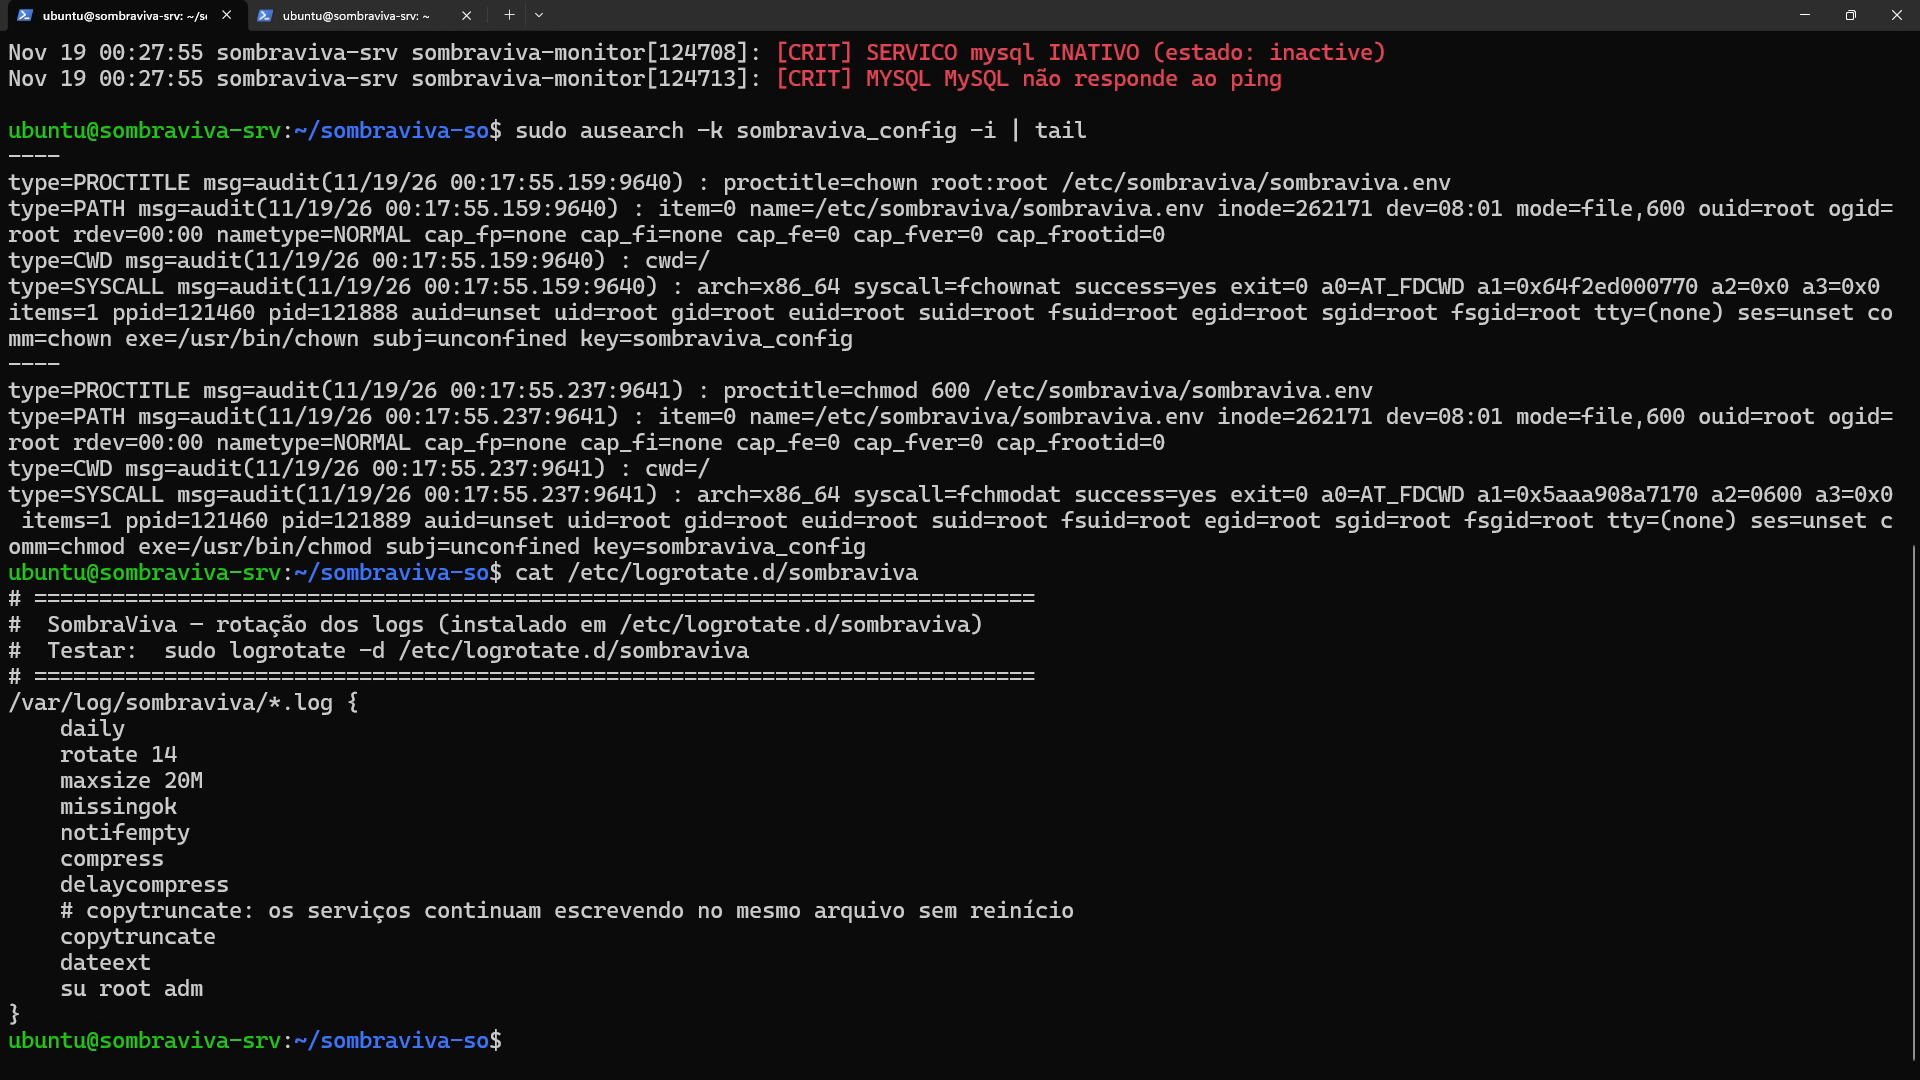 ubuntu@sombraviva-srv: ~/s
ubuntu@sombraviva-srv: ~
Nov 19 00:27:55 sombraviva-srv sombraviva-monitor[124708]: [CRIT] SERVICO mysql INATIVO (estado: inactive)
Nov 19 00:27:55 sombraviva-srv sombraviva-monitor[124713]: [CRIT] MYSQL MySQL não responde ao ping
ubuntu@sombraviva-srv:~/sombraviva-so$ sudo ausearch -k sombraviva_config -i | tail
----
type=PROCTITLE msg=audit(11/19/26 00:17:55.159:9640) : proctitle=chown root:root /etc/sombraviva/sombraviva.env
type=PATH msg=audit(11/19/26 00:17:55.159:9640) : item=0 name=/etc/sombraviva/sombraviva.env inode=262171 dev=08:01 mode=file,600 ouid=root ogid=
root rdev=00:00 nametype=NORMAL cap_fp=none cap_fi=none cap_fe=0 cap_fver=0 cap_frootid=0
type=CWD msg=audit(11/19/26 00:17:55.159:9640) : cwd=/
type=SYSCALL msg=audit(11/19/26 00:17:55.159:9640) : arch=x86_64 syscall=fchownat success=yes exit=0 a0=AT_FDCWD a1=0x64f2ed000770 a2=0x0 a3=0x0
items=1 ppid=121460 pid=121888 auid=unset uid=root gid=root euid=root suid=root fsuid=root egid=root sgid=root fsgid=root tty=(none) ses=unset co
mm=chown exe=/usr/bin/chown subj=unconfined key=sombraviva_config
----
type=PROCTITLE msg=audit(11/19/26 00:17:55.237:9641) : proctitle=chmod 600 /etc/sombraviva/sombraviva.env
type=PATH msg=audit(11/19/26 00:17:55.237:9641) : item=0 name=/etc/sombraviva/sombraviva.env inode=262171 dev=08:01 mode=file,600 ouid=root ogid=
root rdev=00:00 nametype=NORMAL cap_fp=none cap_fi=none cap_fe=0 cap_fver=0 cap_frootid=0
type=CWD msg=audit(11/19/26 00:17:55.237:9641) : cwd=/
type=SYSCALL msg=audit(11/19/26 00:17:55.237:9641) : arch=x86_64 syscall=fchmodat success=yes exit=0 a0=AT_FDCWD a1=0x5aaa908a7170 a2=0600 a3=0x0
 items=1 ppid=121460 pid=121889 auid=unset uid=root gid=root euid=root suid=root fsuid=root egid=root sgid=root fsgid=root tty=(none) ses=unset c
omm=chmod exe=/usr/bin/chmod subj=unconfined key=sombraviva_config
ubuntu@sombraviva-srv:~/sombraviva-so$ cat /etc/logrotate.d/sombraviva
# =============================================================================
#  SombraViva — rotação dos logs (instalado em /etc/logrotate.d/sombraviva)
#  Testar:  sudo logrotate -d /etc/logrotate.d/sombraviva
# =============================================================================
/var/log/sombraviva/*.log {
    daily
    rotate 14
    maxsize 20M
    missingok
    notifempty
    compress
    delaycompress
    # copytruncate: os serviços continuam escrevendo no mesmo arquivo sem reinício
    copytruncate
    dateext
    su root adm
}
ubuntu@sombraviva-srv:~/sombraviva-so$